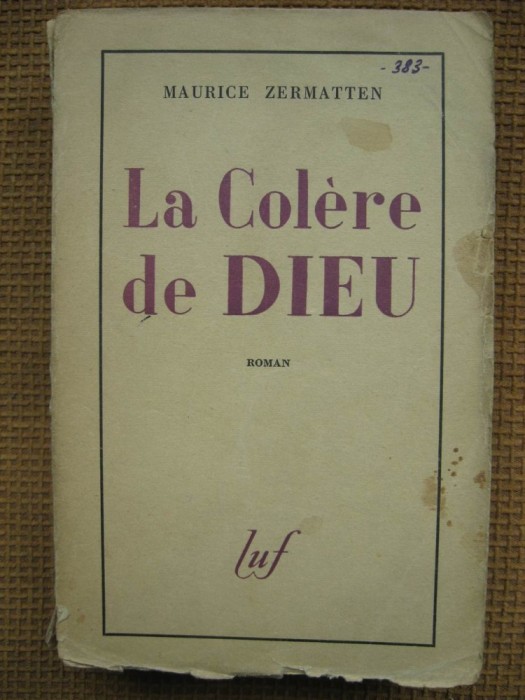 - 383-
MAURICE ZERMATTEN
La Colère
de DIEU
ROMAN
luf